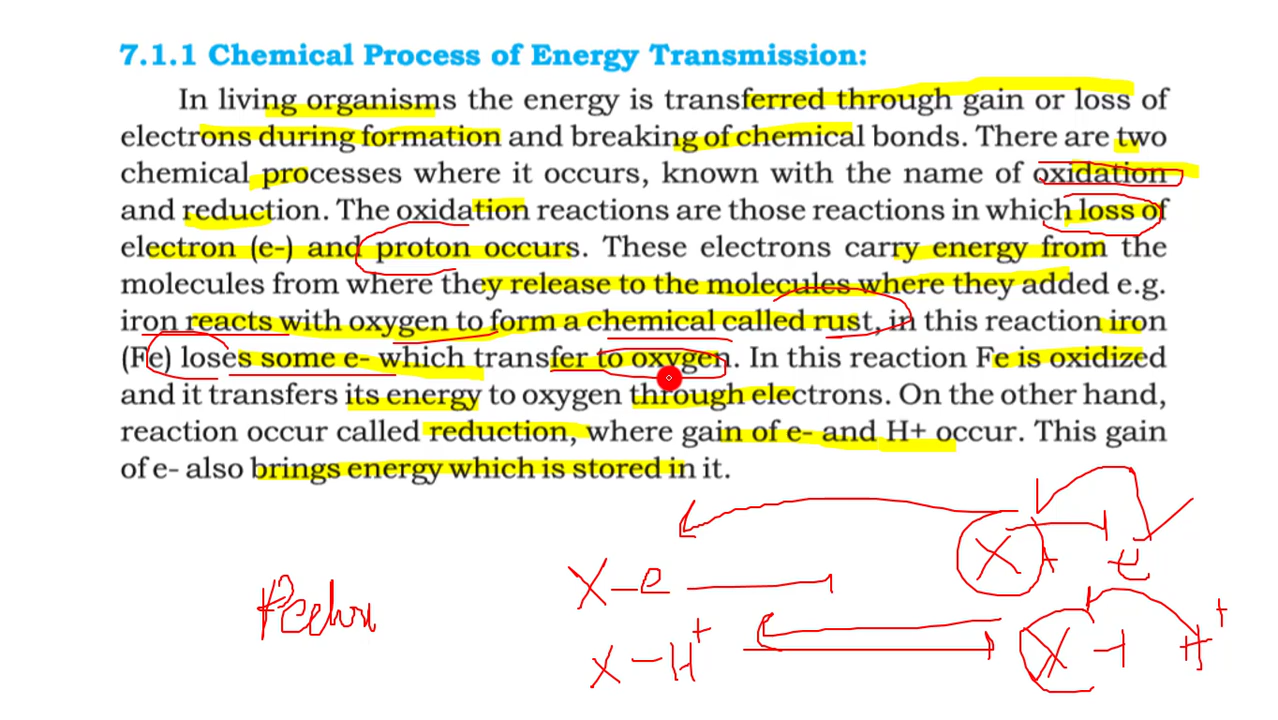 7.1.1 Chemical Process of Energy Transmission:
In living organisms the energy is transferred through gain or loss of
electrons during formation and breaking of chemical bonds. There are two
chemical processes where it occurs, known with the name of oxidation
and reduction. The oxidation reactions are those reactions in which loss of
electron (e-) and proton occurs. These electrons carry energy from the
molecules from where they release to the molecules where they added e.g.
iron reacts with oxygen to form a chemical called rust, in this reaction iron
(Fe) loses some e- which transfer to oxygen. In this reaction Fe is oxidized
and it transfers its energy to oxygen through electrons. On the other hand,
reaction occur called reduction, where gain of e- and H+ occur. This gain
of e- also brings energy which is stored in it.
X-e X + e
X-H+ X + H+